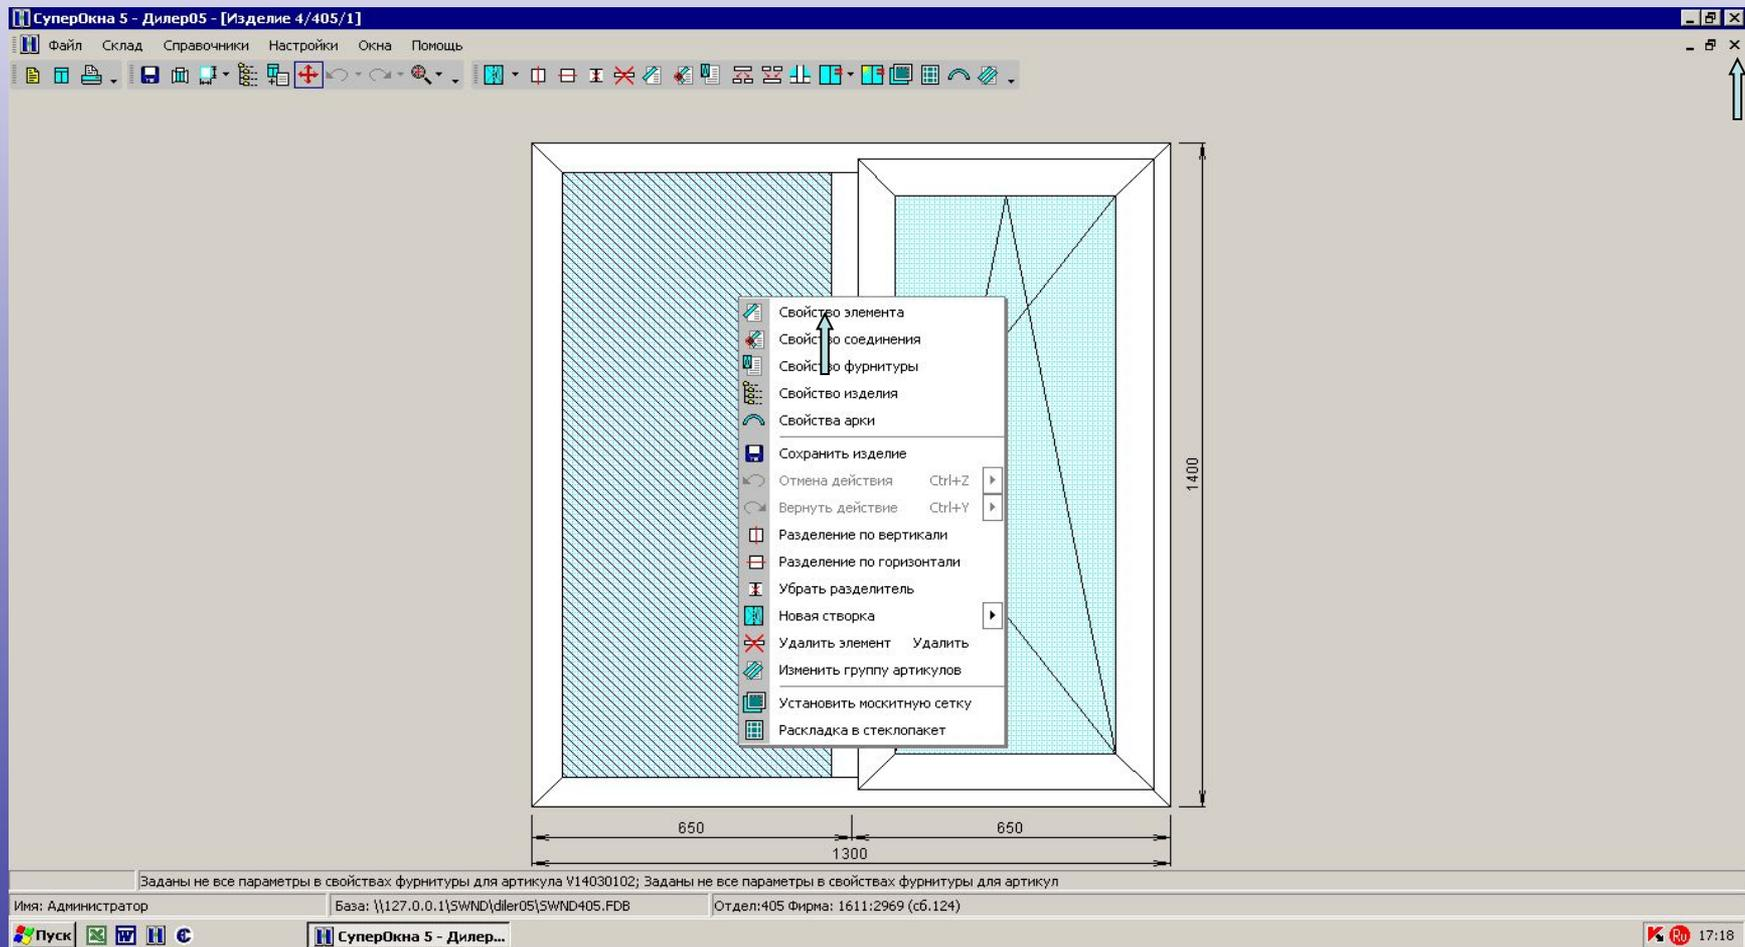 СуперОкна 5 - Дилер05 - [Изделие 4/405/1]
Файл Склад Справочники Настройки Окна Помощь
Свойство элемента
Свойство соединения
Свойство фурнитуры
Свойство изделия
Свойства арки
Сохранить изделие
Отмена действия Ctrl+Z
Вернуть действие Ctrl+Y
Разделение по вертикали
Разделение по горизонтали
Убрать разделитель
Новая створка
Удалить элемент Удалить
Изменить группу артикулов
Установить москитную сетку
Раскладка в стеклопакет
1400
650 650
1300
Заданы не все параметры в свойствах фурнитуры для артикула V14030102; Заданы не все параметры в свойствах фурнитуры для артикул
Имя: Администратор База: \\127.0.0.1\SWND\diler05\SWND405.FDB Отдел:405 Фирма: 1611:2969 (сб.124)
Пуск СуперОкна 5 - Дилер... Ru 17:18